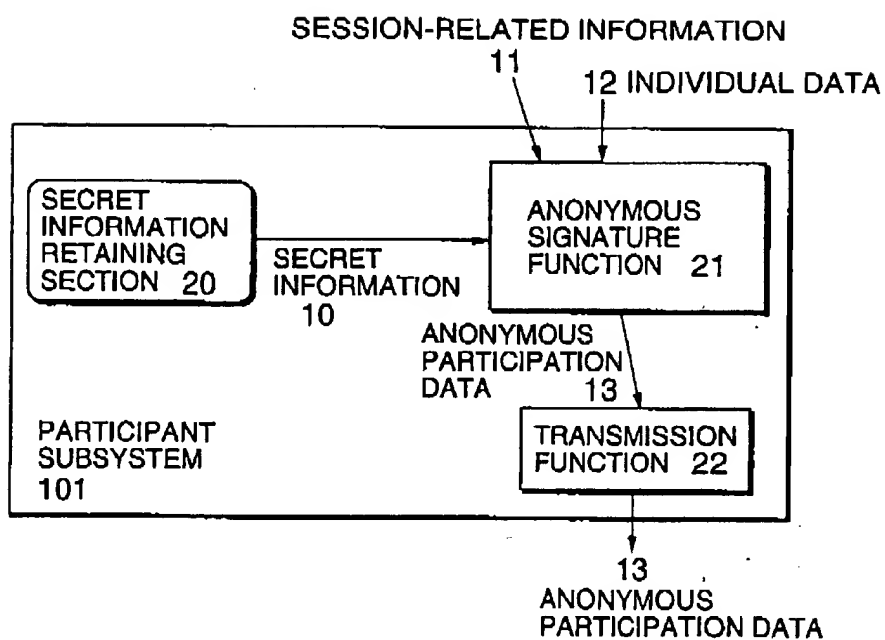 SESSION-RELATED INFORMATION
11
12 INDIVIDUAL DATA
SECRET
INFORMATION
RETAINING
SECTION 20
SECRET
INFORMATION
10
ANONYMOUS
SIGNATURE
FUNCTION 21
ANONYMOUS
PARTICIPATION
DATA 13
PARTICIPANT
SUBSYSTEM
101
TRANSMISSION
FUNCTION 22
13
ANONYMOUS
PARTICIPATION DATA